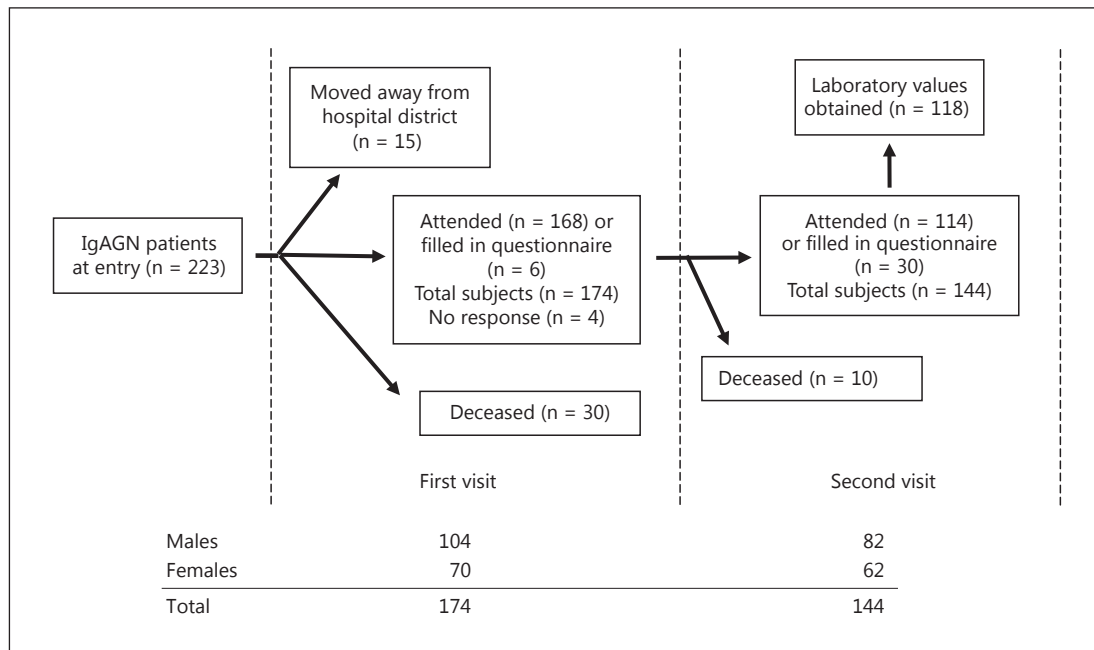 IgAGN patients
at entry (n = 223)
Moved away from
hospital district
(n = 15)
Attended (n = 168) or
filled in questionnaire
(n = 6)
Total subjects (n = 174)
No response (n = 4)
Deceased (n = 30)
Laboratory values
obtained (n = 118)
Attended (n = 114)
or filled in questionnaire
(n = 30)
Total subjects (n = 144)
Deceased (n = 10)
First visit Second visit
Males 104 82
Females 70 62
Total 174 144